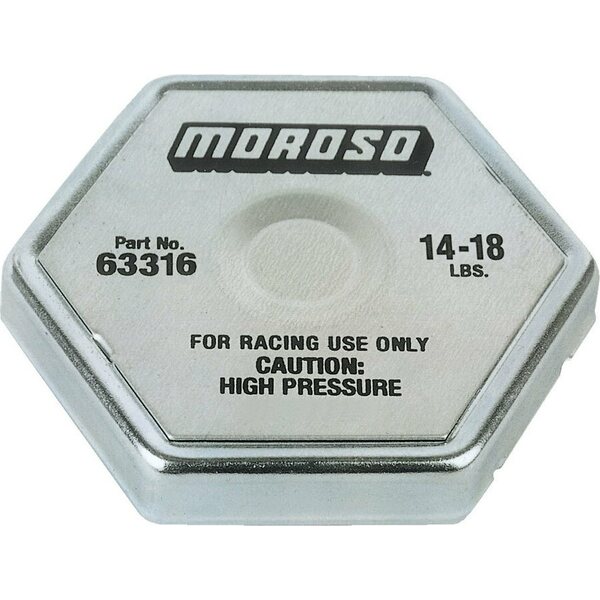 MOROSO
Part No.
63316
14-18
LBS.
FOR RACING USE ONLY
CAUTION:
HIGH PRESSURE